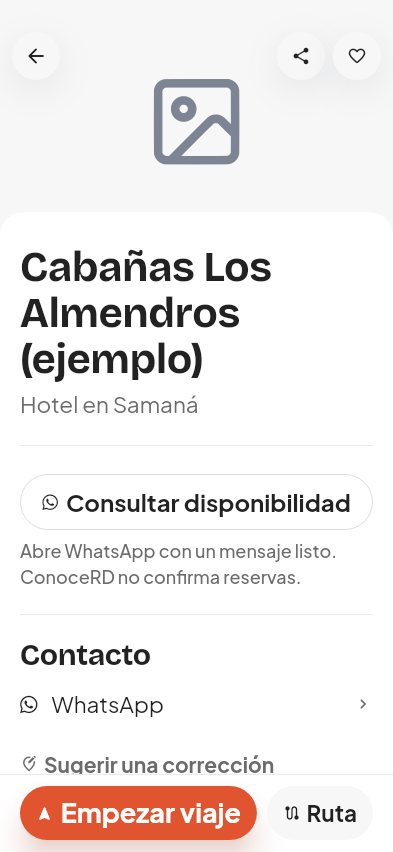 Cabañas Los
Almendros
(ejemplo)
Hotel en Samaná
Consultar disponibilidad
Abre WhatsApp con un mensaje listo.
ConoceRD no confirma reservas.
Contacto
WhatsApp
Sugerir una corrección
Empezar viaje
Ruta